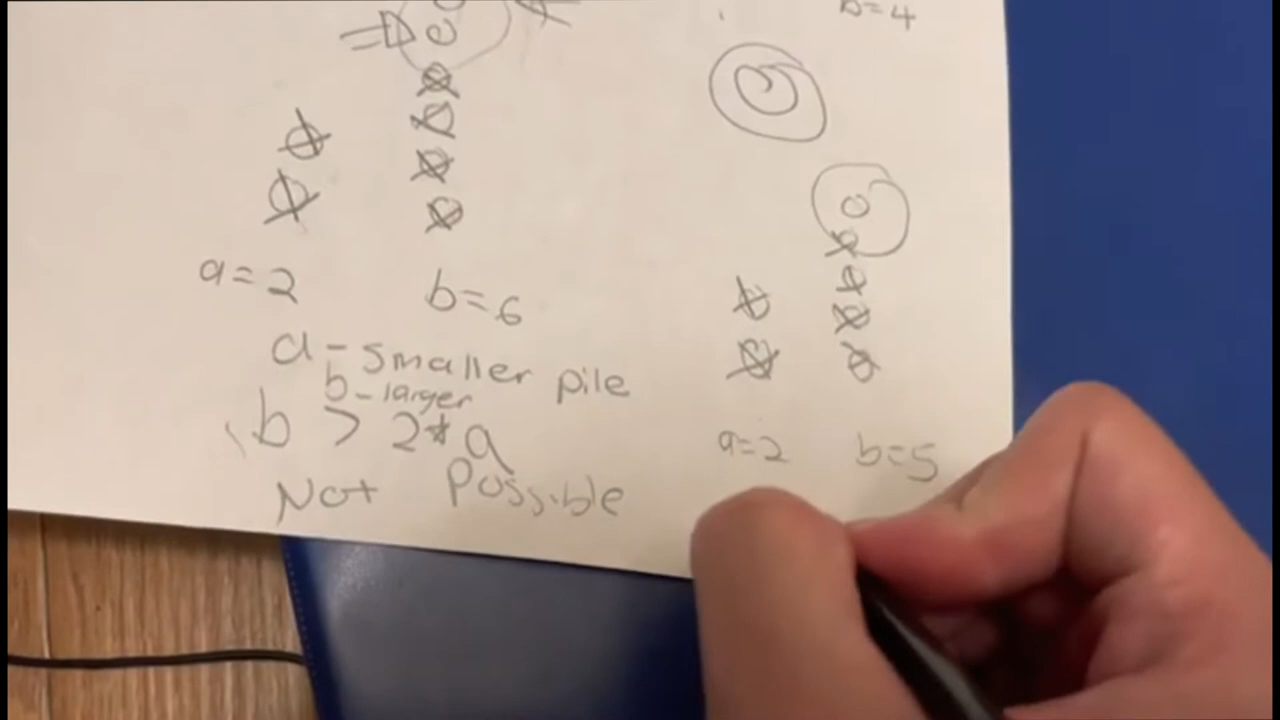 b=4
a=2 b=6
a - smaller pile
b - larger
b > 2*a
Not Possible
a=2 b=5